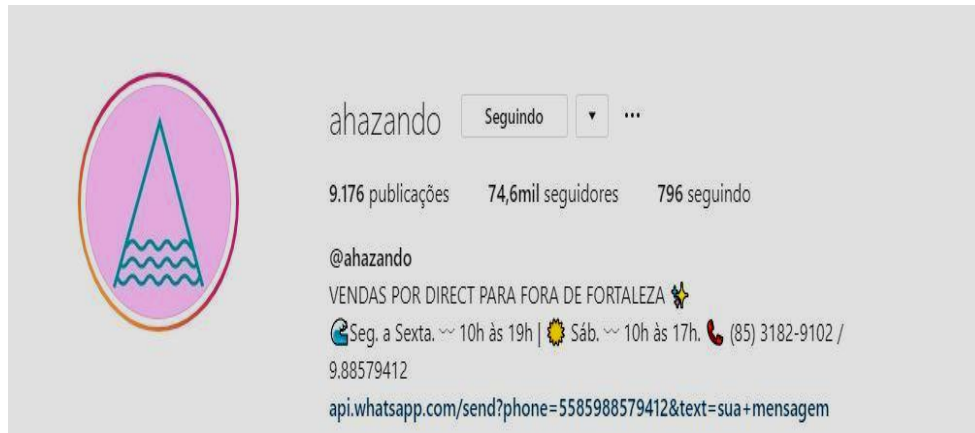 ahazando Seguindo ▼ •••
9.176 publicações 74,6mil seguidores 796 seguindo
@ahazando
VENDAS POR DIRECT PARA FORA DE FORTALEZA ✨
🌊Seg. a Sexta. 〰 10h às 19h | ☀ Sáb. 〰 10h às 17h. 📞 (85) 3182-9102 /
9.88579412
api.whatsapp.com/send?phone=5585988579412&text=sua+mensagem